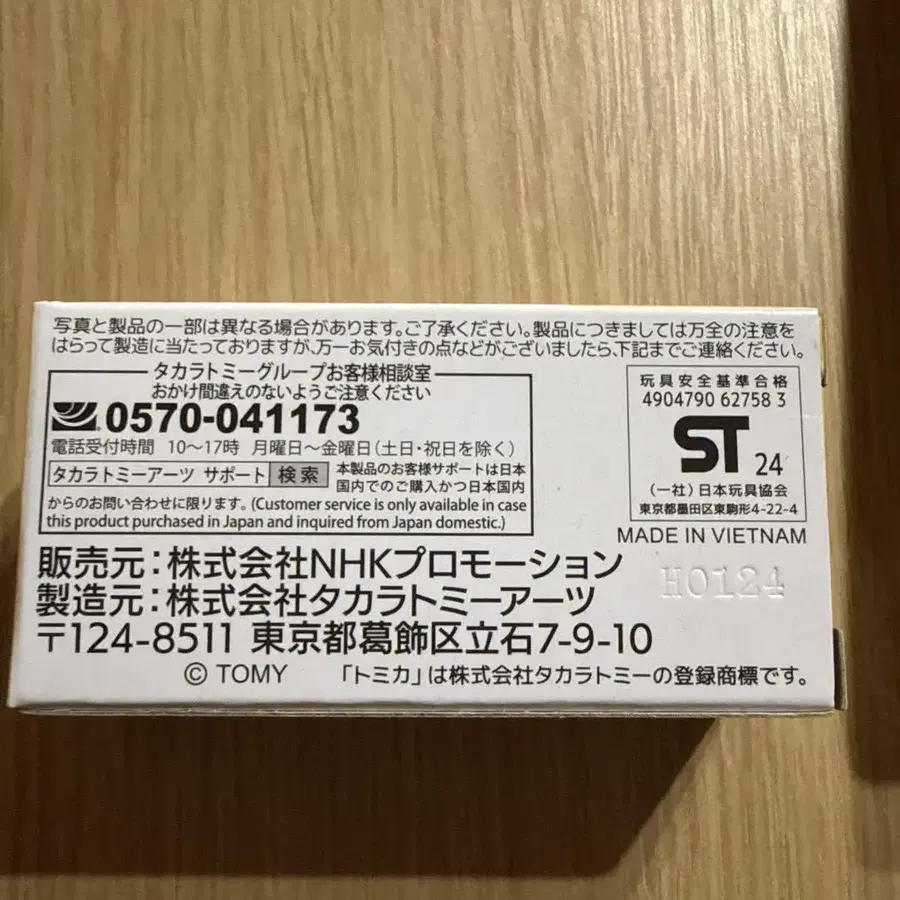 写真と製品の一部は異なる場合があります。ご了承ください。製品につきましては万全の注意を
はらって製造に当たっておりますが、万一お気付きの点などがございましたら、下記までご連絡ください。
タカラトミーグループお客様相談室
おかけ間違えのないようご注意ください
0570-041173
電話受付時間 10～17時 月曜日～金曜日(土日・祝日を除く)
タカラトミーアーツ サポート 検索
本製品のお客様サポートは日本
国内でのご購入かつ日本国内
からのお問い合わせに限ります。(Customer service is only available in case
this product purchased in Japan and inquired from Japan domestic.)
玩具安全基準合格
4904790 62758 3
ST 24
(一社)日本玩具協会
東京都墨田区東駒形4-22-4
MADE IN VIETNAM
H0124
販売元：株式会社NHKプロモーション
製造元：株式会社タカラトミーアーツ
〒124-8511 東京都葛飾区立石7-9-10
© TOMY 「トミカ」は株式会社タカラトミーの登録商標です。